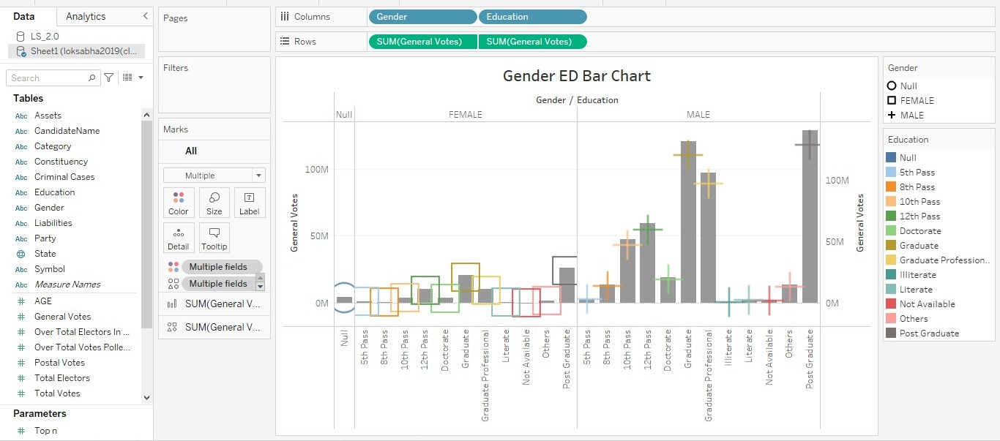 Data
Analytics
LS_2.0
Sheet1 (loksabha2019(cl...
Search
Tables
Abc Assets
Abc CandidateName
Abc Category
Abc Constituency
Abc Criminal Cases
Abc Education
Abc Gender
Abc Liabilities
Abc Party
State
Abc Symbol
Abc Measure Names
# AGE
# General Votes
# Over Total Electors In ...
# Over Total Votes Polle...
# Postal Votes
# Total Electors
# Total Votes
Parameters
# Top n
Pages
Filters
Marks
All
Multiple
Color Size Label
Detail Tooltip
Multiple fields
Multiple fields
SUM(General V...
SUM(General V...
Columns Gender Education
Rows SUM(General Votes) SUM(General Votes)
Gender ED Bar Chart
Gender / Education
Null FEMALE MALE
General Votes
100M
50M
0M
100M
50M
0M
General Votes
Null
5th Pass
8th Pass
10th Pass
12th Pass
Doctorate
Graduate
Graduate Professional
Literate
Not Available
Others
Post Graduate
5th Pass
8th Pass
10th Pass
12th Pass
Doctorate
Graduate
Graduate Professional
Illiterate
Literate
Not Available
Others
Post Graduate
Gender
Null
FEMALE
MALE
Education
Null
5th Pass
8th Pass
10th Pass
12th Pass
Doctorate
Graduate
Graduate Profession..
Illiterate
Literate
Not Available
Others
Post Graduate